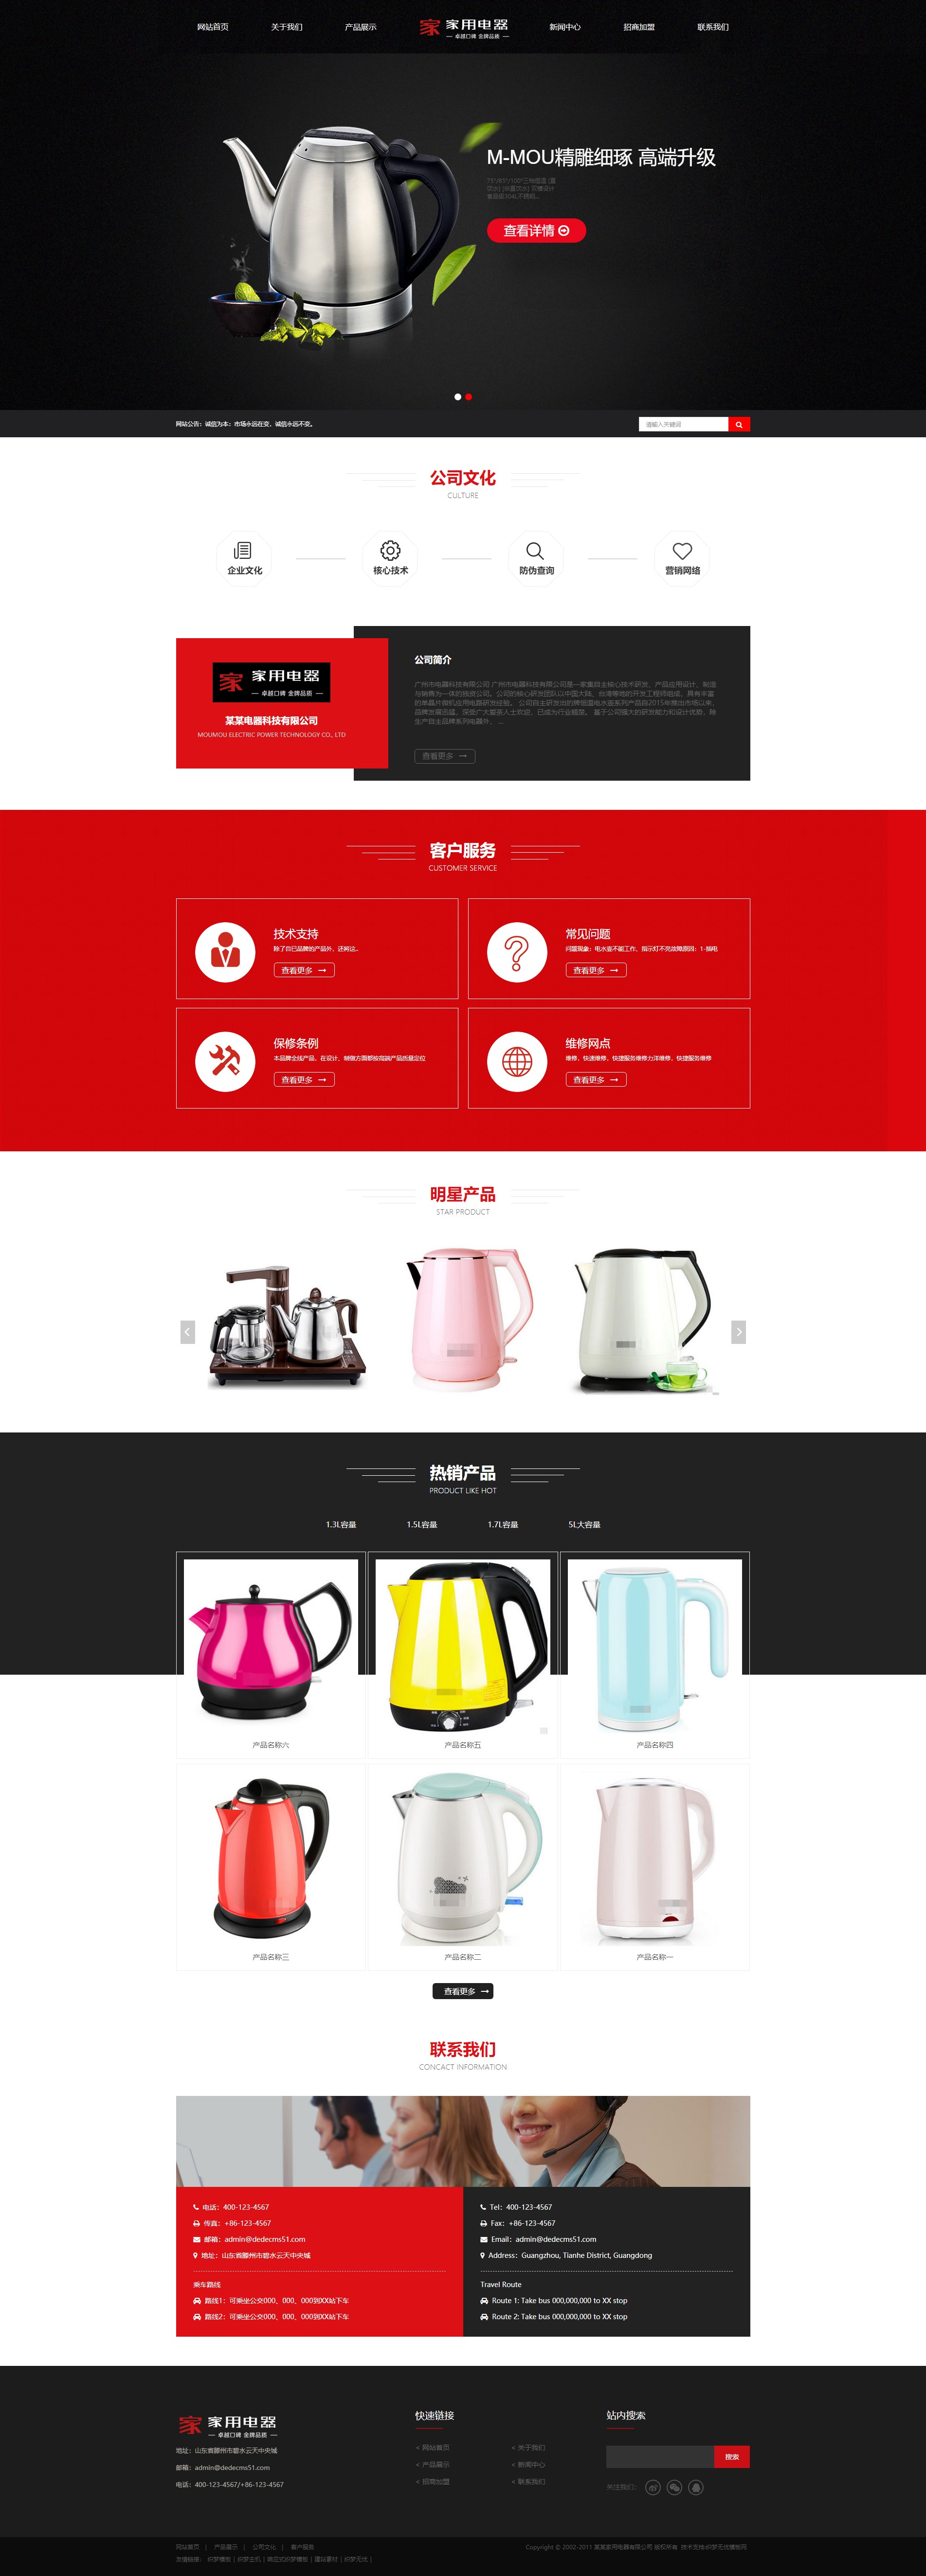 网站首页
关于我们
产品展示
家 家用电器
卓越口碑 金牌品质
新闻中心
招商加盟
联系我们
M-MOU精雕细琢 高端升级
查看详情
网站公告：诚信为本：市场永远在变，诚信永远不变。
请输入关键词
公司文化
CULTURE
企业文化
核心技术
防伪查询
营销网络
家 家用电器
卓越口碑 金牌品质
某某电器科技有限公司
MOUMOU ELECTRIC POWER TECHNOLOGY CO., LTD
公司简介
广州市电器科技有限公司 广州市电器科技有限公司是一家集自主核心技术研发、产品应用设计、制造
与销售为一体的独资公司。公司的核心研发团队以中国大陆、台湾等地的开发工程师组成，具有丰富
的单晶片微机应用电路研发经验。 公司自主研发出的牌恒温电水壶系列产品自2015年推出市场以来，
品牌发展迅猛，深受广大爱茶人士欢迎，已成为行业翘楚。 基于公司强大的研发能力和设计优势，除
生产自主品牌系列电器外， ...
查看更多
客户服务
CUSTOMER SERVICE
技术支持
除了自己品牌的产品外，还将这..
查看更多
常见问题
问题现象：电水壶不能工作，指示灯不亮故障原因：1-插电
查看更多
保修条例
本品牌全线产品，在设计、制做方面都按高端产品质量定位
查看更多
维修网点
维修，快速维修，快捷服务维修力洋维修，快捷服务维修
查看更多
明星产品
STAR PRODUCT
热销产品
PRODUCT LIKE HOT
1.3L容量
1.5L容量
1.7L容量
5L大容量
产品名称六
产品名称五
产品名称四
产品名称三
产品名称二
产品名称一
查看更多
联系我们
CONCACT INFORMATION
电话：400-123-4567
传真：+86-123-4567
邮箱：admin@dedecms51.com
地址：山东省滕州市碧水云天中央城
乘车路线
路线1：可乘坐公交000、000、000到XX站下车
路线2：可乘坐公交000、000、000到XX站下车
Tel：400-123-4567
Fax：+86-123-4567
Email：admin@dedecms51.com
Address：Guangzhou, Tianhe District, Guangdong
Travel Route
Route 1: Take bus 000,000,000 to XX stop
Route 2: Take bus 000,000,000 to XX stop
家 家用电器
卓越口碑 金牌品质
地址：山东省滕州市碧水云天中央城
邮箱：admin@dedecms51.com
电话：400-123-4567/+86-123-4567
快速链接
< 网站首页
< 关于我们
< 产品展示
< 新闻中心
< 招商加盟
< 联系我们
站内搜索
搜索
关注我们：
网站首页 | 产品展示 | 公司文化 | 客户服务
Copyright © 2002-2011 某某家用电器有限公司 版权所有 技术支持:织梦无忧模板网
友情链接： 织梦模板 | 织梦主机 | 响应式织梦模板 | 建站素材 | 织梦无忧 |